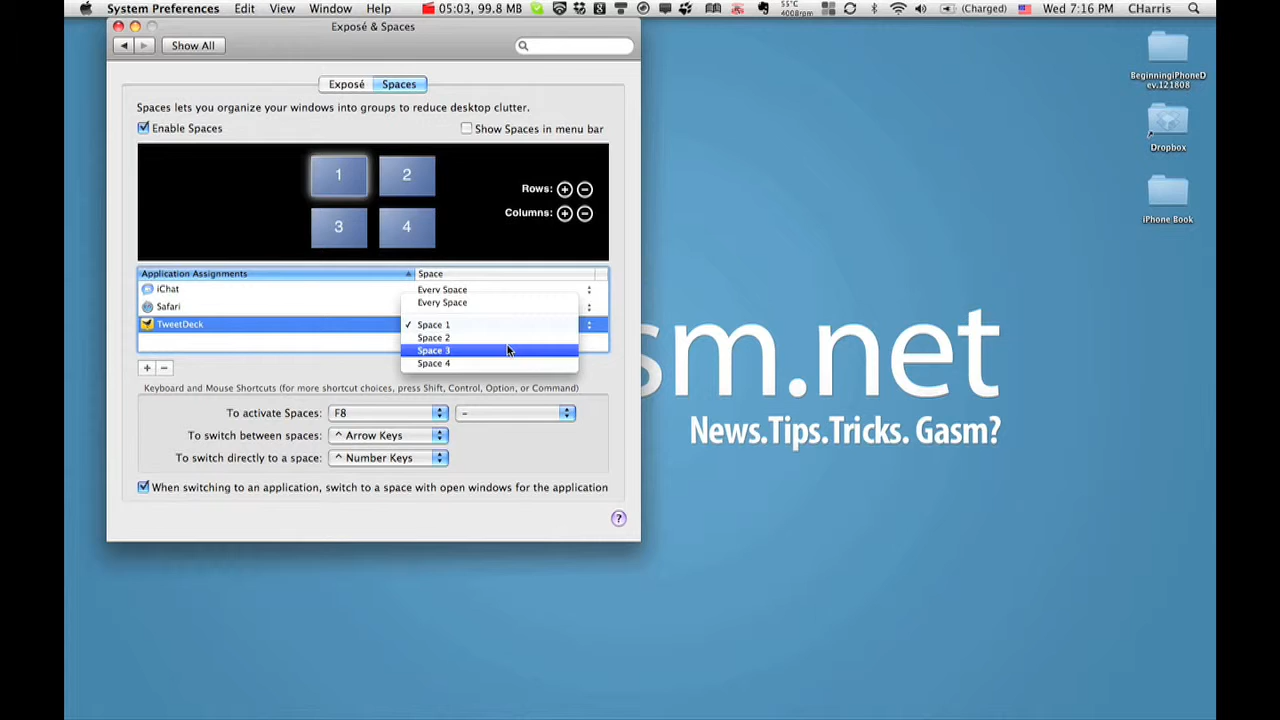 System Preferences Edit View Window Help 05:03, 99.8 MB 55°C 4008rpm (Charged) Wed 7:16 PM CHarris
Exposé & Spaces
Show All
Exposé Spaces
Spaces lets you organize your windows into groups to reduce desktop clutter.
Enable Spaces
Show Spaces in menu bar
1 2
3 4
Rows:
Columns:
Application Assignments Space
iChat Every Space
Safari
TweetDeck
Every Space
✓ Space 1
Space 2
Space 3
Space 4
+ −
Keyboard and Mouse Shortcuts (for more shortcut choices, press Shift, Control, Option, or Command)
To activate Spaces: F8 –
To switch between spaces: ^ Arrow Keys
To switch directly to a space: ^ Number Keys
When switching to an application, switch to a space with open windows for the application
?
sm.net
News.Tips.Tricks. Gasm?
BeginningiPhoneD
ev.121808
Dropbox
iPhone Book